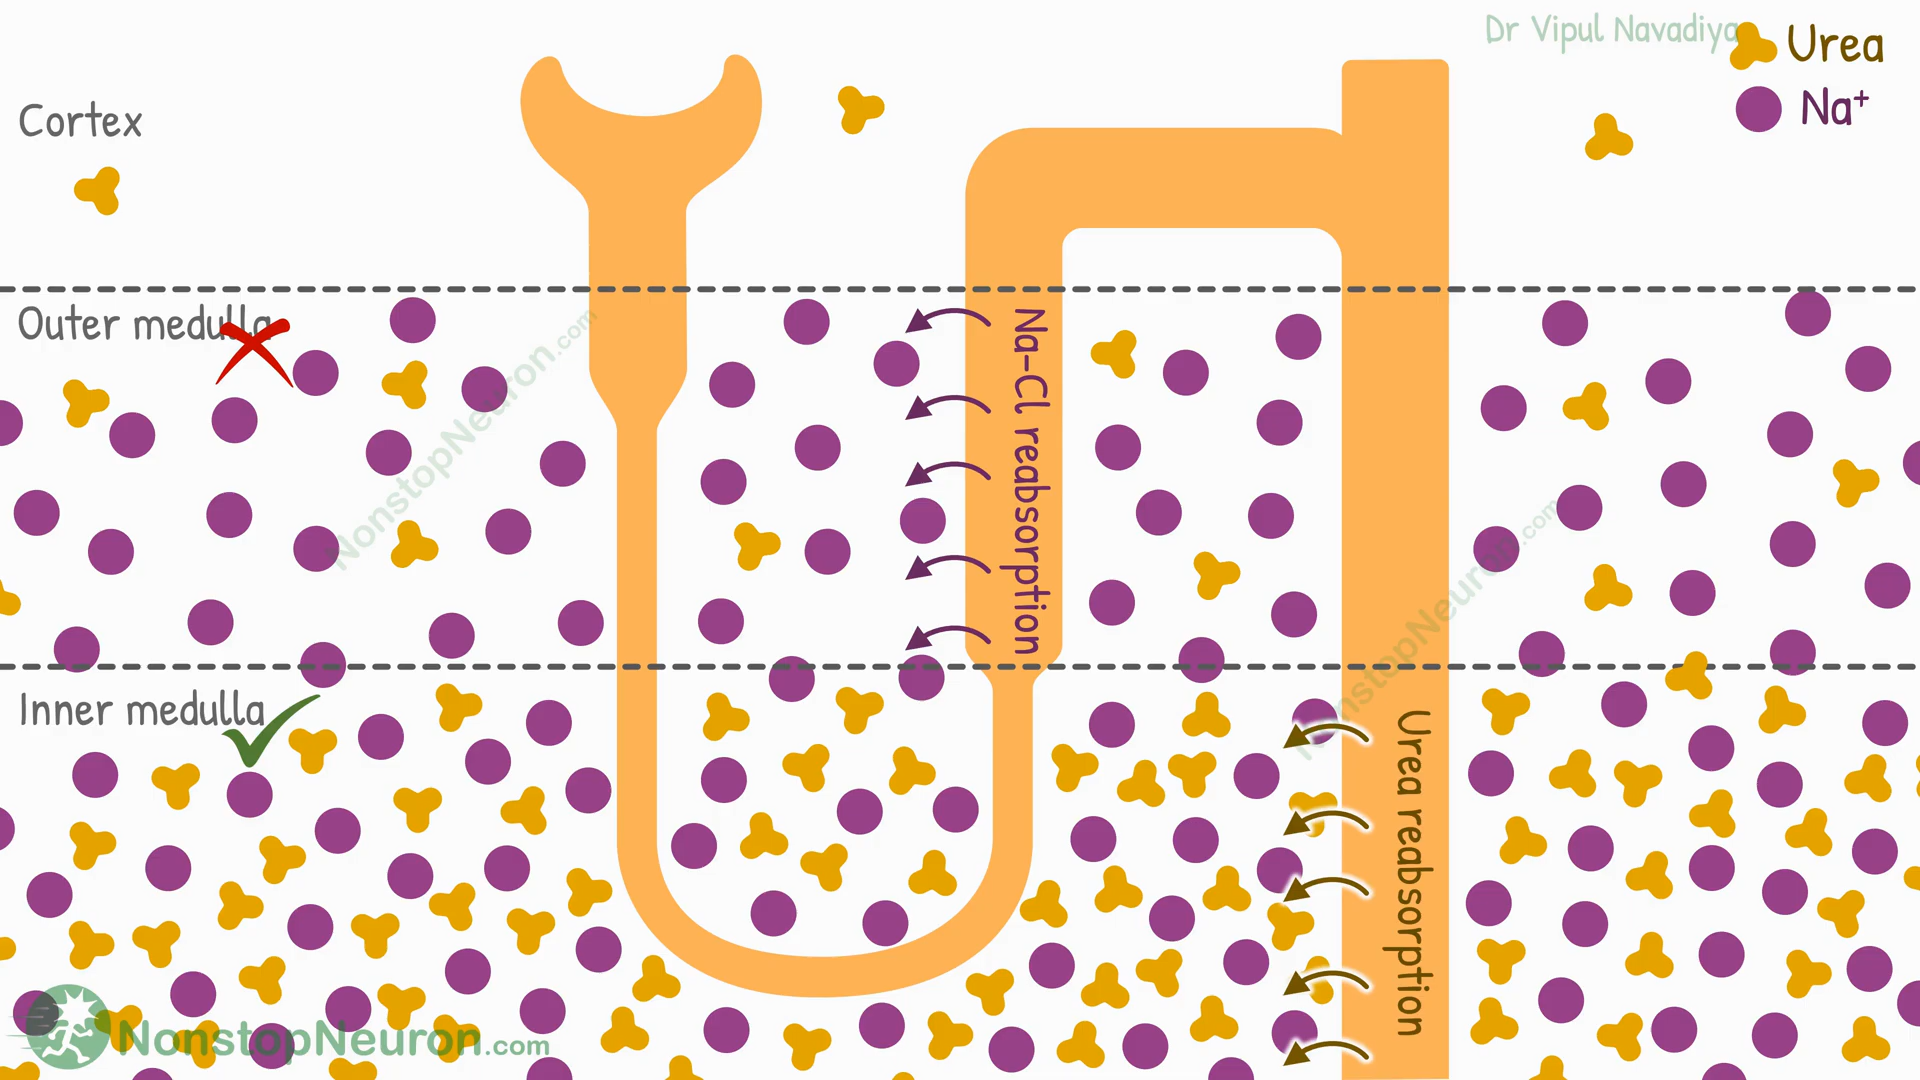 Dr Vipul Navadiya
Urea
Na⁺
Cortex
Outer medulla
Na-Cl reabsorption
NonstopNeuron.com
NonstopNeuron.com
Inner medulla
Urea reabsorption
NonstopNeuron.com